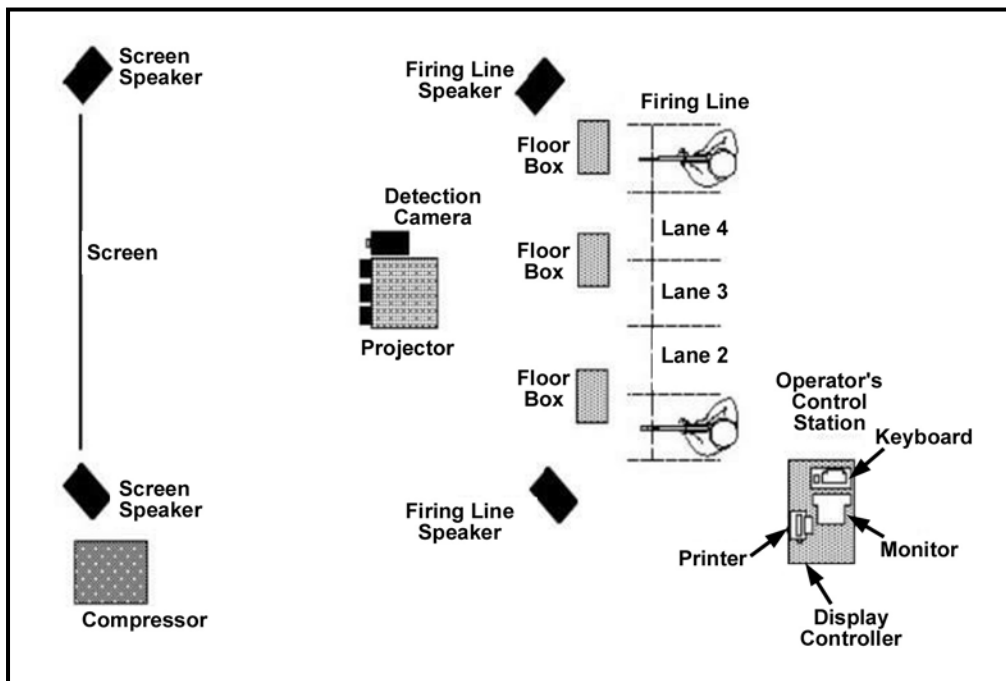 Screen
Speaker
Firing Line
Speaker
Firing Line
Floor
Box
Detection
Camera
Lane 4
Floor
Box
Screen
Lane 3
Projector
Lane 2
Floor
Box
Operator's
Control
Station
Keyboard
Screen
Speaker
Firing Line
Speaker
Printer
Monitor
Compressor
Display
Controller